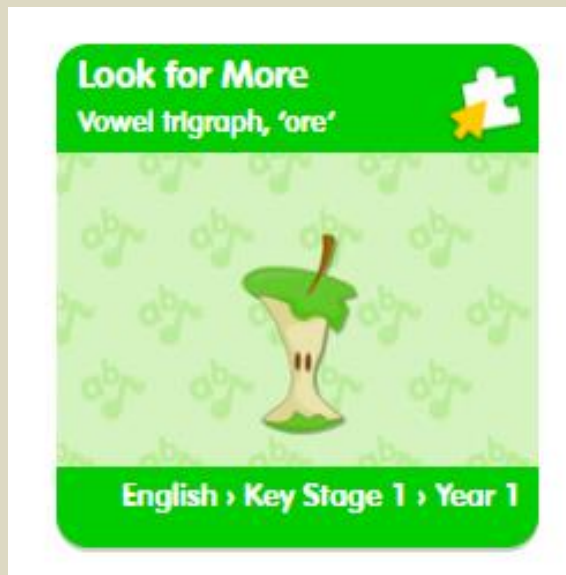 Look for More
Vowel trigraph, ‘ore’
English › Key Stage 1 › Year 1